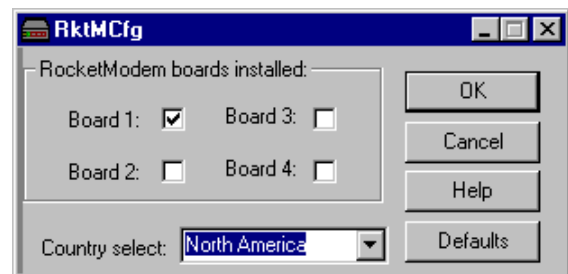 RktMCfg
RocketModem boards installed:
Board 1:
Board 3:
Board 2:
Board 4:
Country select:
North America
OK
Cancel
Help
Defaults